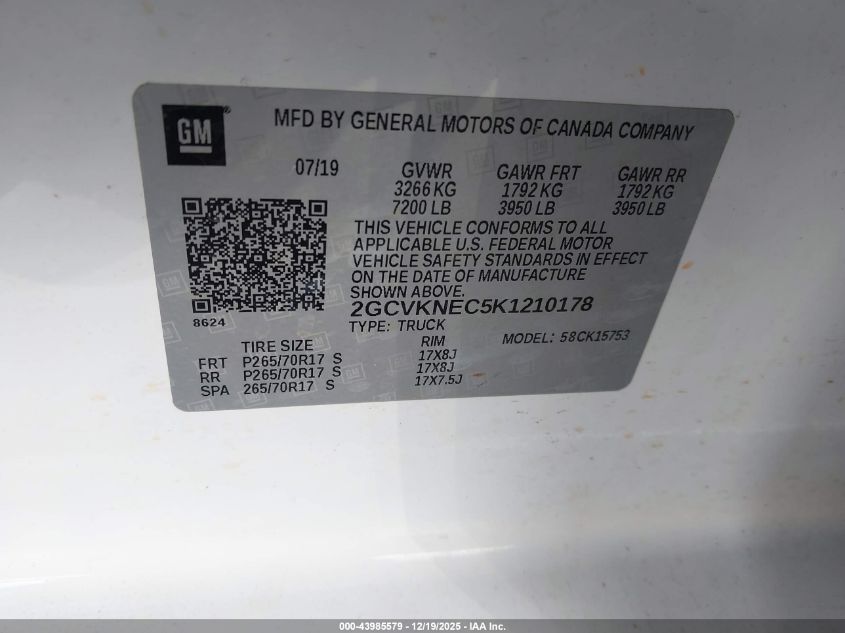 GM®
MFD BY GENERAL MOTORS OF CANADA COMPANY
07/19 GVWR GAWR FRT GAWR RR
3266 KG 1792 KG 1792 KG
7200 LB 3950 LB 3950 LB
THIS VEHICLE CONFORMS TO ALL
APPLICABLE U.S. FEDERAL MOTOR
VEHICLE SAFETY STANDARDS IN EFFECT
ON THE DATE OF MANUFACTURE
SHOWN ABOVE.
2GCVKNEC5K1210178
8624
TYPE: TRUCK MODEL: 58CK15753
TIRE SIZE RIM
FRT P265/70R17 S 17X8J
RR P265/70R17 S 17X8J
SPA 265/70R17 S 17X7.5J
000-43985579 - 12/19/2025 - IAA Inc.